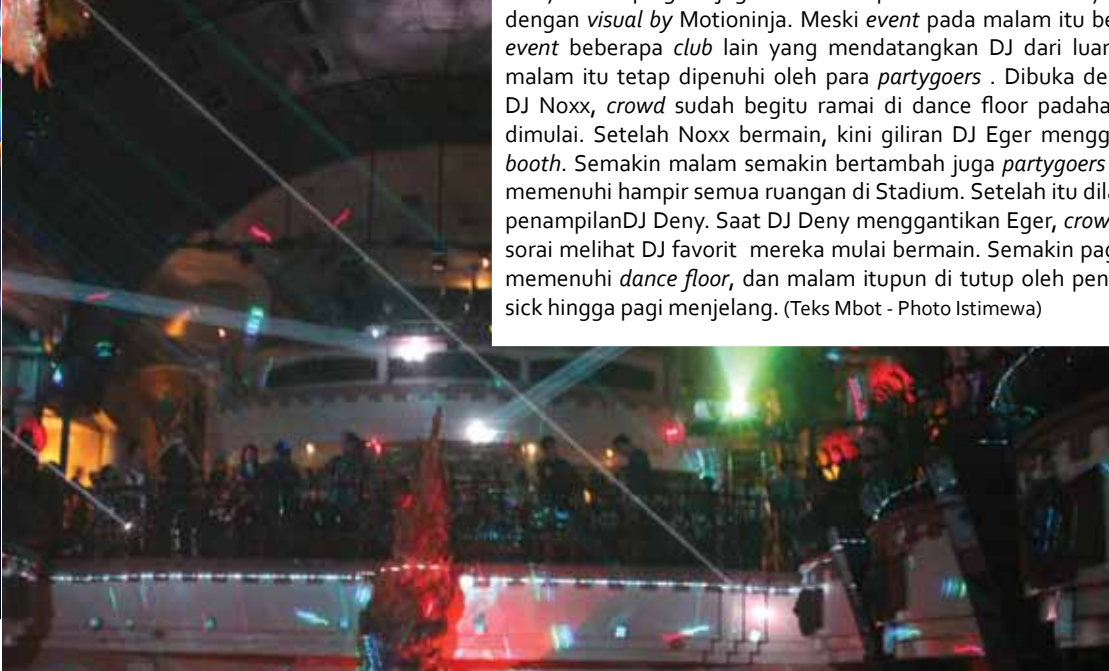 dengan visual by Motioninja. Meski event pada malam itu be
event beberapa club lain yang mendatangkan DJ dari luar
malam itu tetap dipenuhi oleh para partygoers . Dibuka de
DJ Noxx, crowd sudah begitu ramai di dance floor padaha
dimulai. Setelah Noxx bermain, kini giliran DJ Eger mengg
booth. Semakin malam semakin bertambah juga partygoers
memenuhi hampir semua ruangan di Stadium. Setelah itu dila
penampilanDJ Deny. Saat DJ Deny menggantikan Eger, crow
sorai melihat DJ favorit mereka mulai bermain. Semakin pag
memenuhi dance floor, dan malam itupun di tutup oleh pen
sick hingga pagi menjelang. (Teks Mbot - Photo Istimewa)